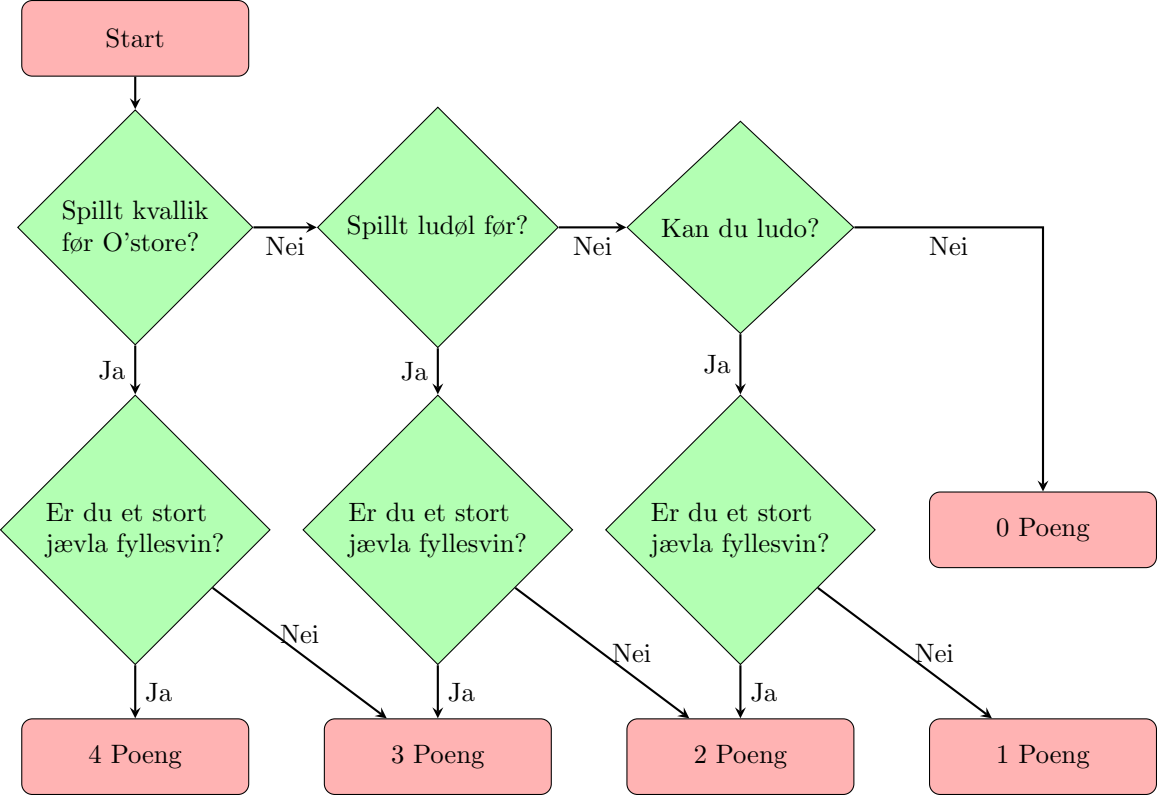 Start
Spillt kvallik
før O'store?
Nei
Spillt ludøl før?
Nei
Kan du ludo?
Nei
Ja
Ja
Ja
Er du et stort
jævla fyllesvin?
Er du et stort
jævla fyllesvin?
Er du et stort
jævla fyllesvin?
0 Poeng
Nei
Nei
Nei
Ja
Ja
Ja
4 Poeng
3 Poeng
2 Poeng
1 Poeng